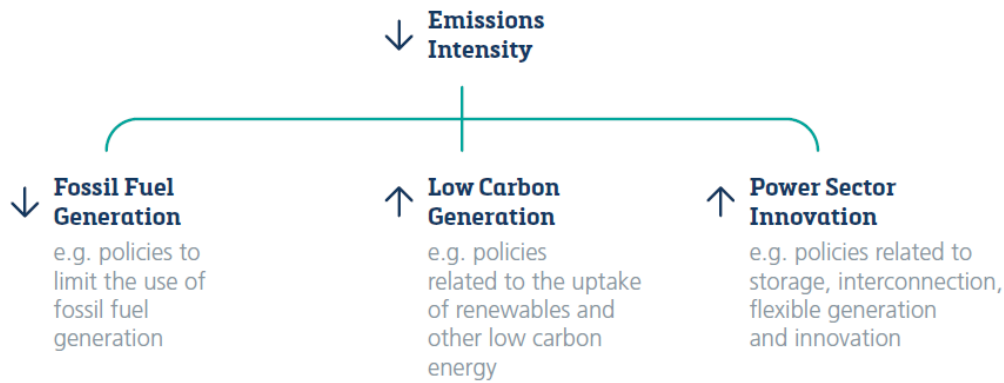 Emissions
Intensity
Fossil Fuel
Generation
e.g. policies to
limit the use of
fossil fuel
generation
Low Carbon
Generation
e.g. policies
related to the uptake
of renewables and
other low carbon
energy
Power Sector
Innovation
e.g. policies related to
storage, interconnection,
flexible generation
and innovation